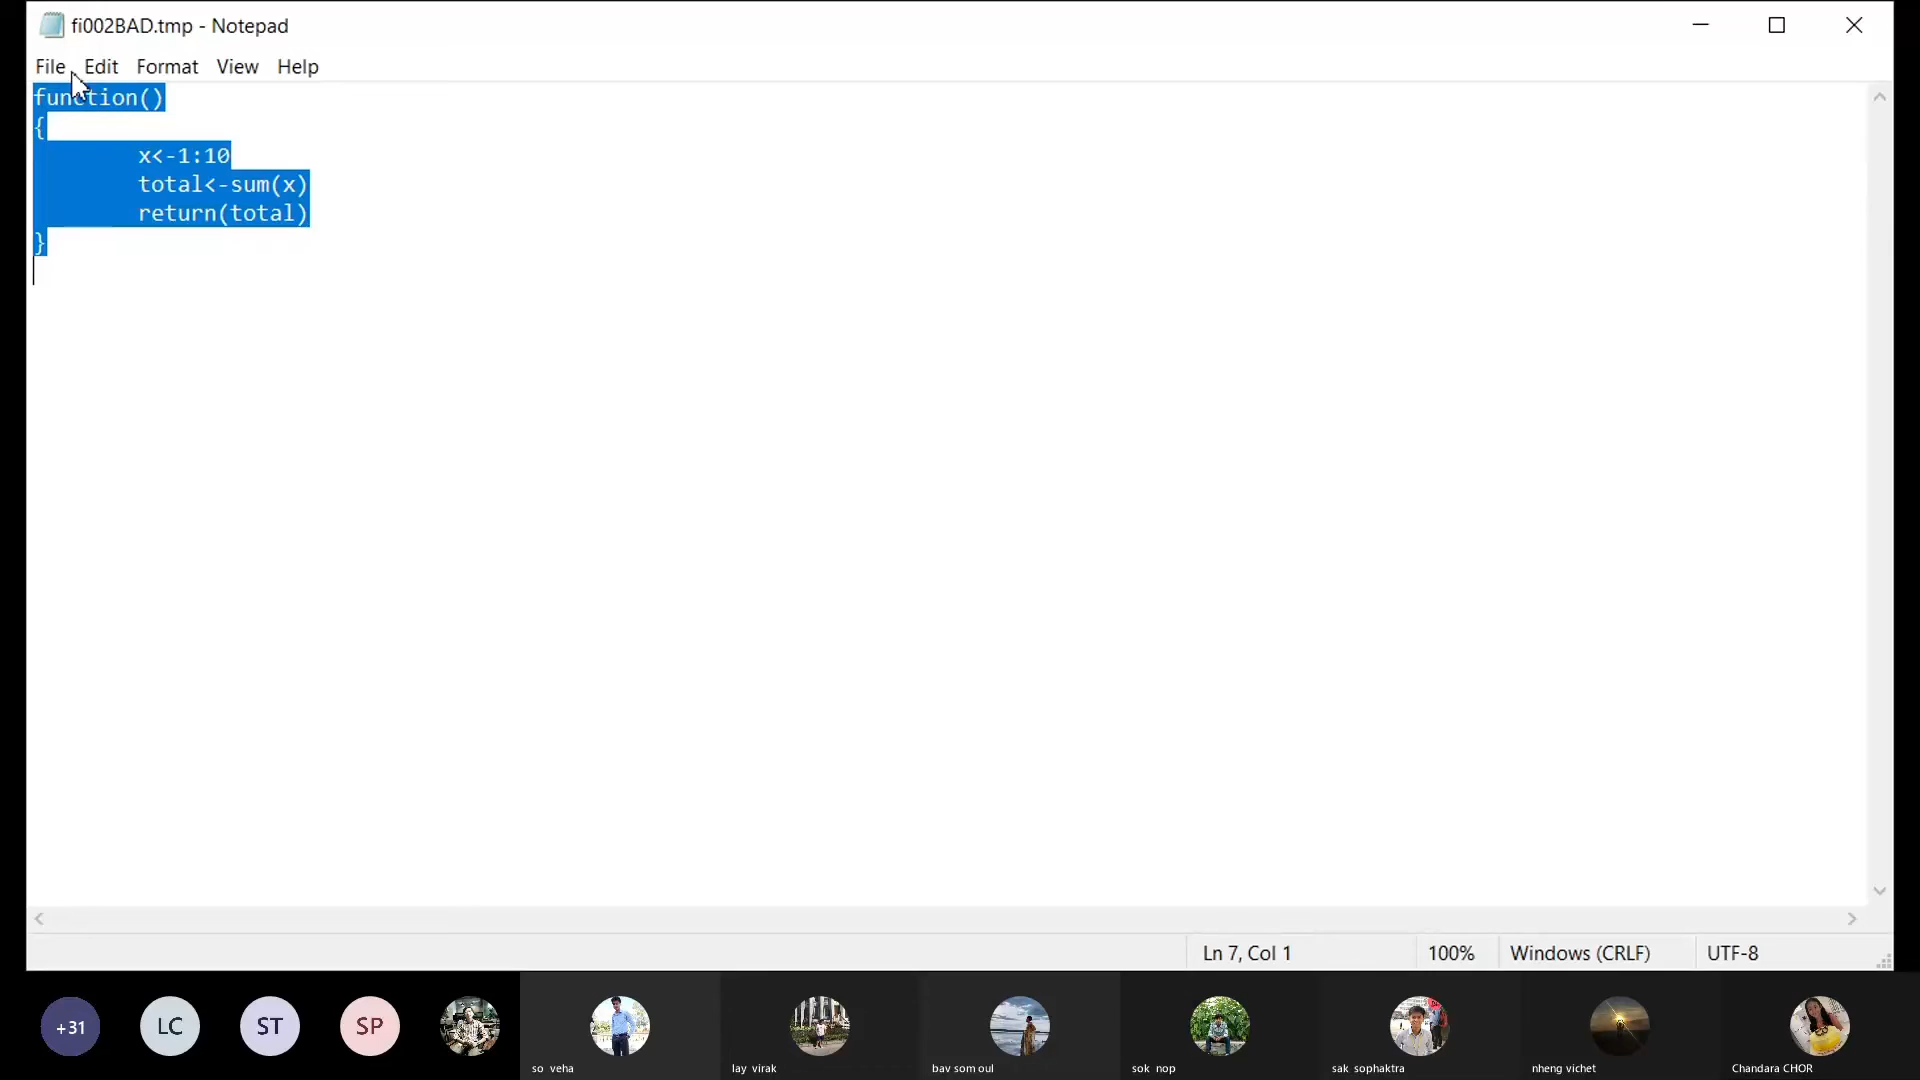 fi002BAD.tmp - Notepad
File Edit Format View Help
function()
{
x<-1:10
total<-sum(x)
return(total)
}
Ln 7, Col 1 100% Windows (CRLF) UTF-8
+31 LC ST SP
so veha lay virak bav som oul sok nop sak sophaktra nheng vichet Chandara CHOR